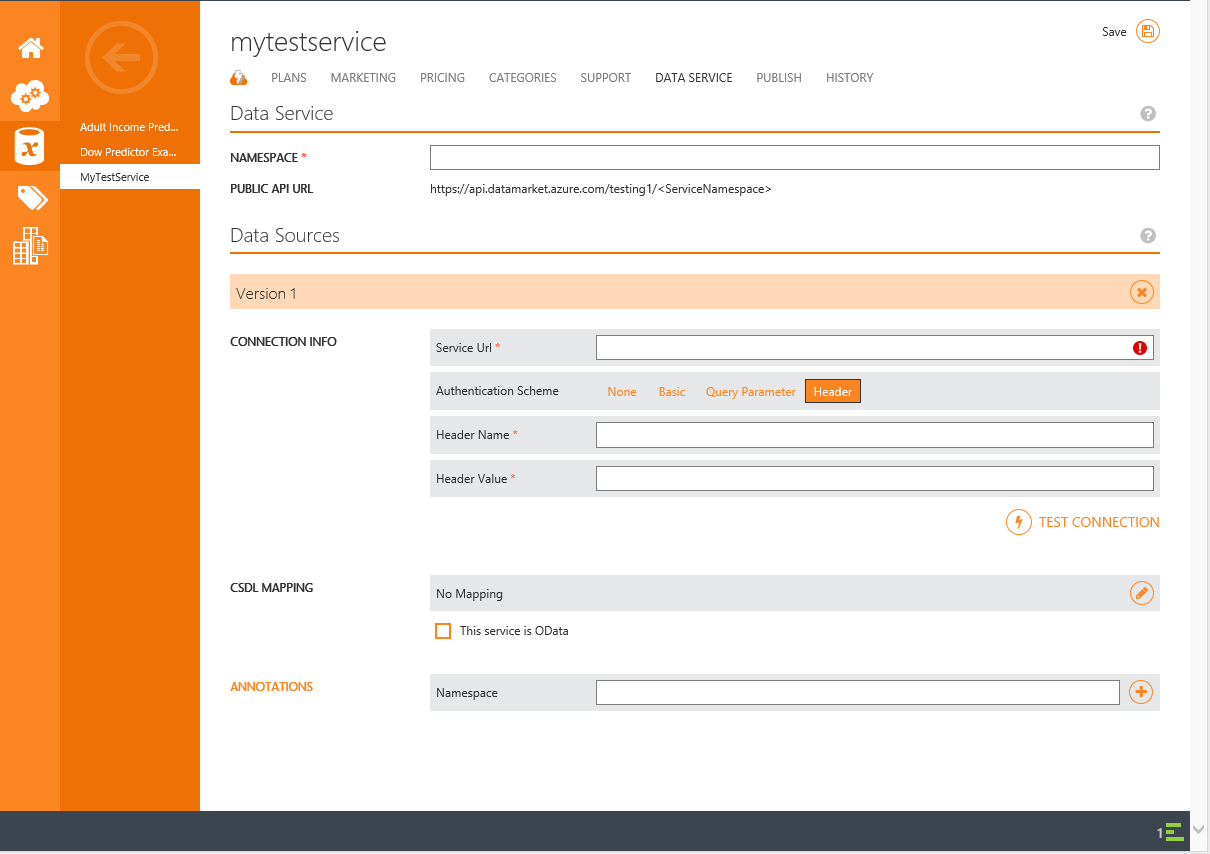 mytestservice
Save
PLANS MARKETING PRICING CATEGORIES SUPPORT DATA SERVICE PUBLISH HISTORY
Adult Income Pred...
Dow Predictor Exa...
MyTestService
Data Service
?
NAMESPACE *
PUBLIC API URL https://api.datamarket.azure.com/testing1/<ServiceNamespace>
Data Sources
?
Version 1
CONNECTION INFO
Service Url *
!
Authentication Scheme None Basic Query Parameter Header
Header Name *
Header Value *
TEST CONNECTION
CSDL MAPPING
No Mapping
This service is OData
ANNOTATIONS
Namespace
x
1